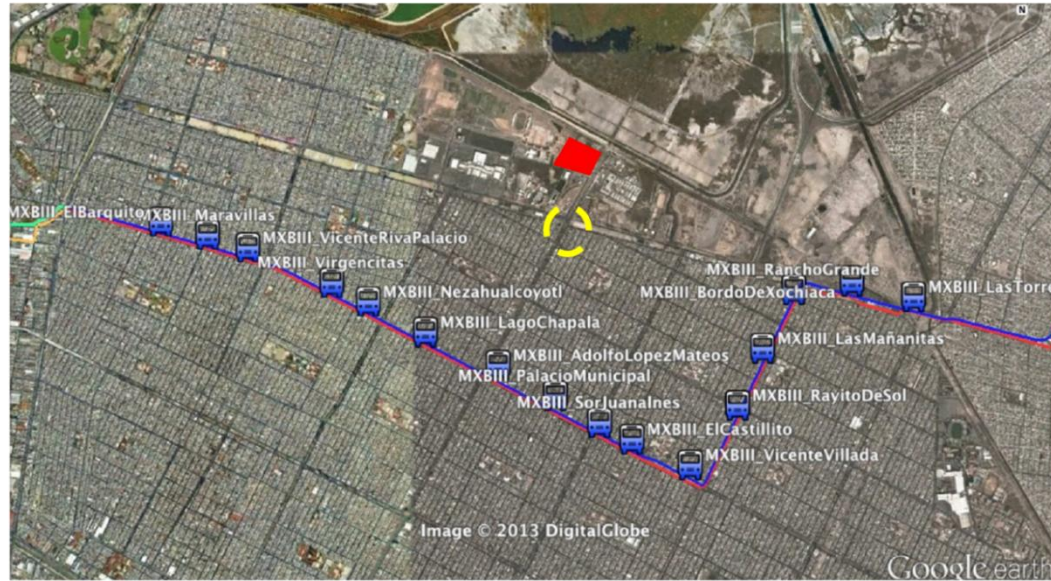 N
MXBIII_ElBarquito
MXBIII_Maravillas
MXBIII_VicenteRivaPalacio
MXBIII_Virgencitas
MXBIII_Nezahualcoyotl
MXBIII_LagoChapala
MXBIII_AdolfoLopezMateos
MXBIII_PalacioMunicipal
MXBIII_SorJuanaInes
MXBIII_ElCastillito
MXBIII_VicenteVillada
MXBIII_RayitoDeSol
MXBIII_LasMañanitas
MXBIII_BordoDeXochiaca
MXBIII_RanchoGrande
MXBIII_LasTorre
Image © 2013 DigitalGlobe
Google earth